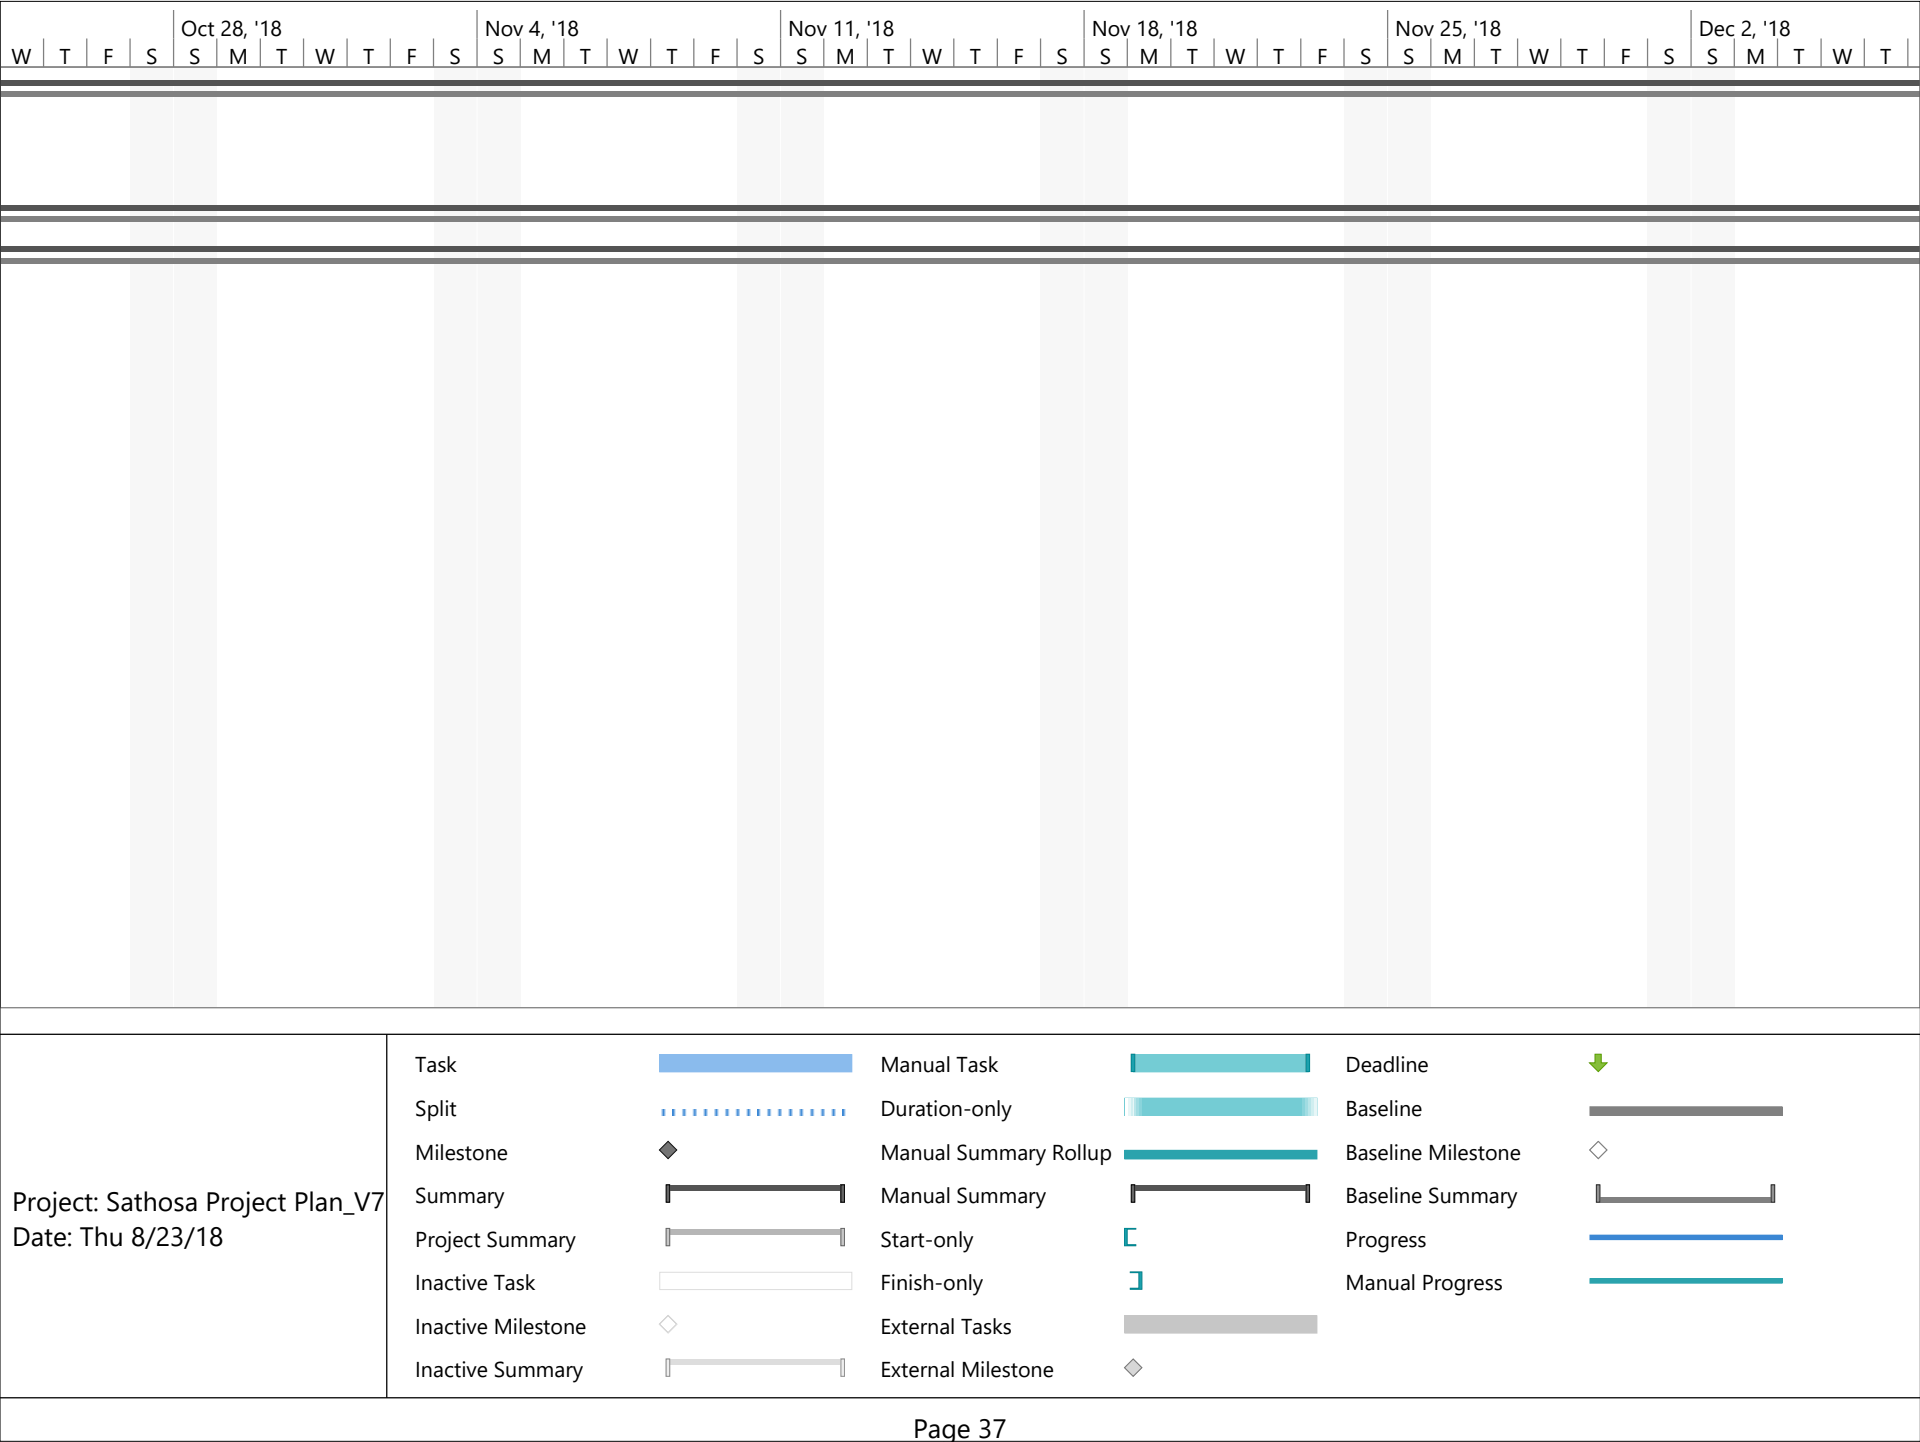 Oct 28, '18 Nov 4, '18 Nov 11, '18 Nov 18, '18 Nov 25, '18 Dec 2, '18
W T F S S M T W T F S S M T W T F S S M T W T F S S M T W T F S S M T W T F S S M T W T
Task Manual Task Deadline
Split Duration-only Baseline
Milestone Manual Summary Rollup Baseline Milestone
Summary Manual Summary Baseline Summary
Project Summary Start-only Progress
Inactive Task Finish-only Manual Progress
Inactive Milestone External Tasks
Inactive Summary External Milestone
Project: Sathosa Project Plan_V7
Date: Thu 8/23/18
Page 37